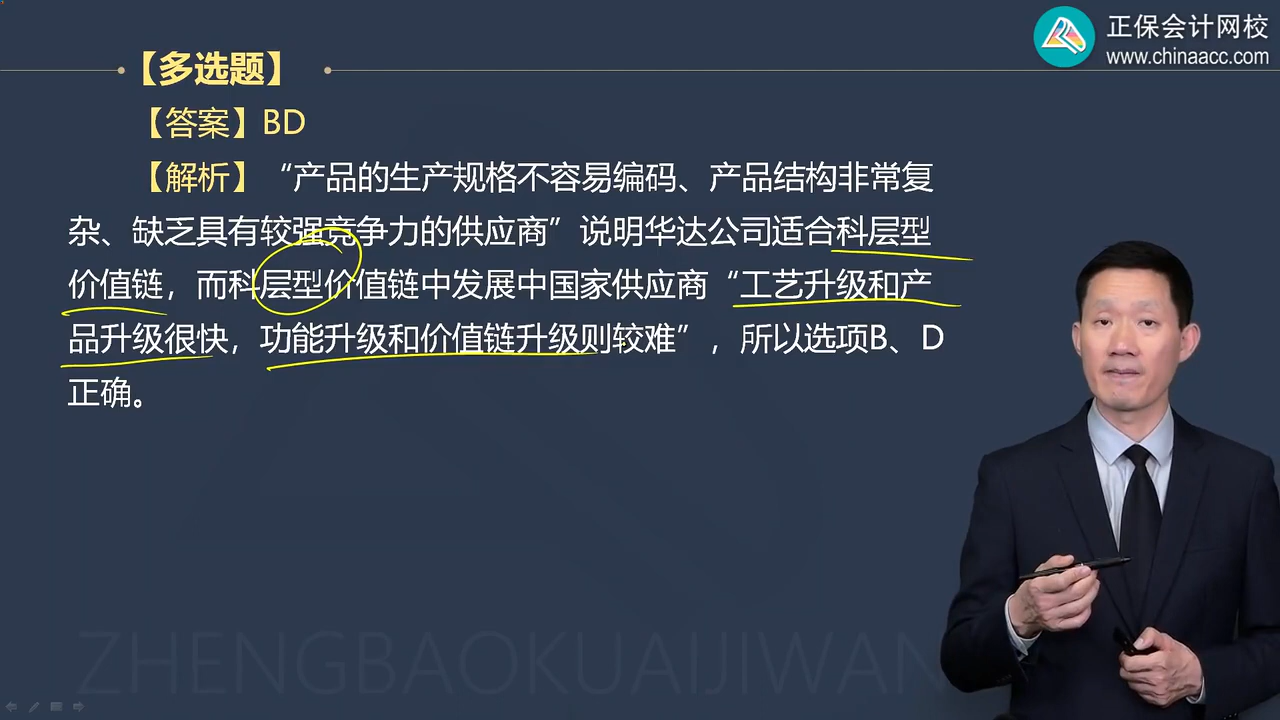 正保会计网校
www.chinaacc.com
【多选题】
【答案】BD
【解析】“产品的生产规格不容易编码、产品结构非常复
杂、缺乏具有较强竞争力的供应商”说明华达公司适合科层型
价值链，而科层型价值链中发展中国家供应商“工艺升级和产
品升级很快，功能升级和价值链升级则较难”，所以选项B、D
正确。
ZHENGBAOKUAIJIWAN